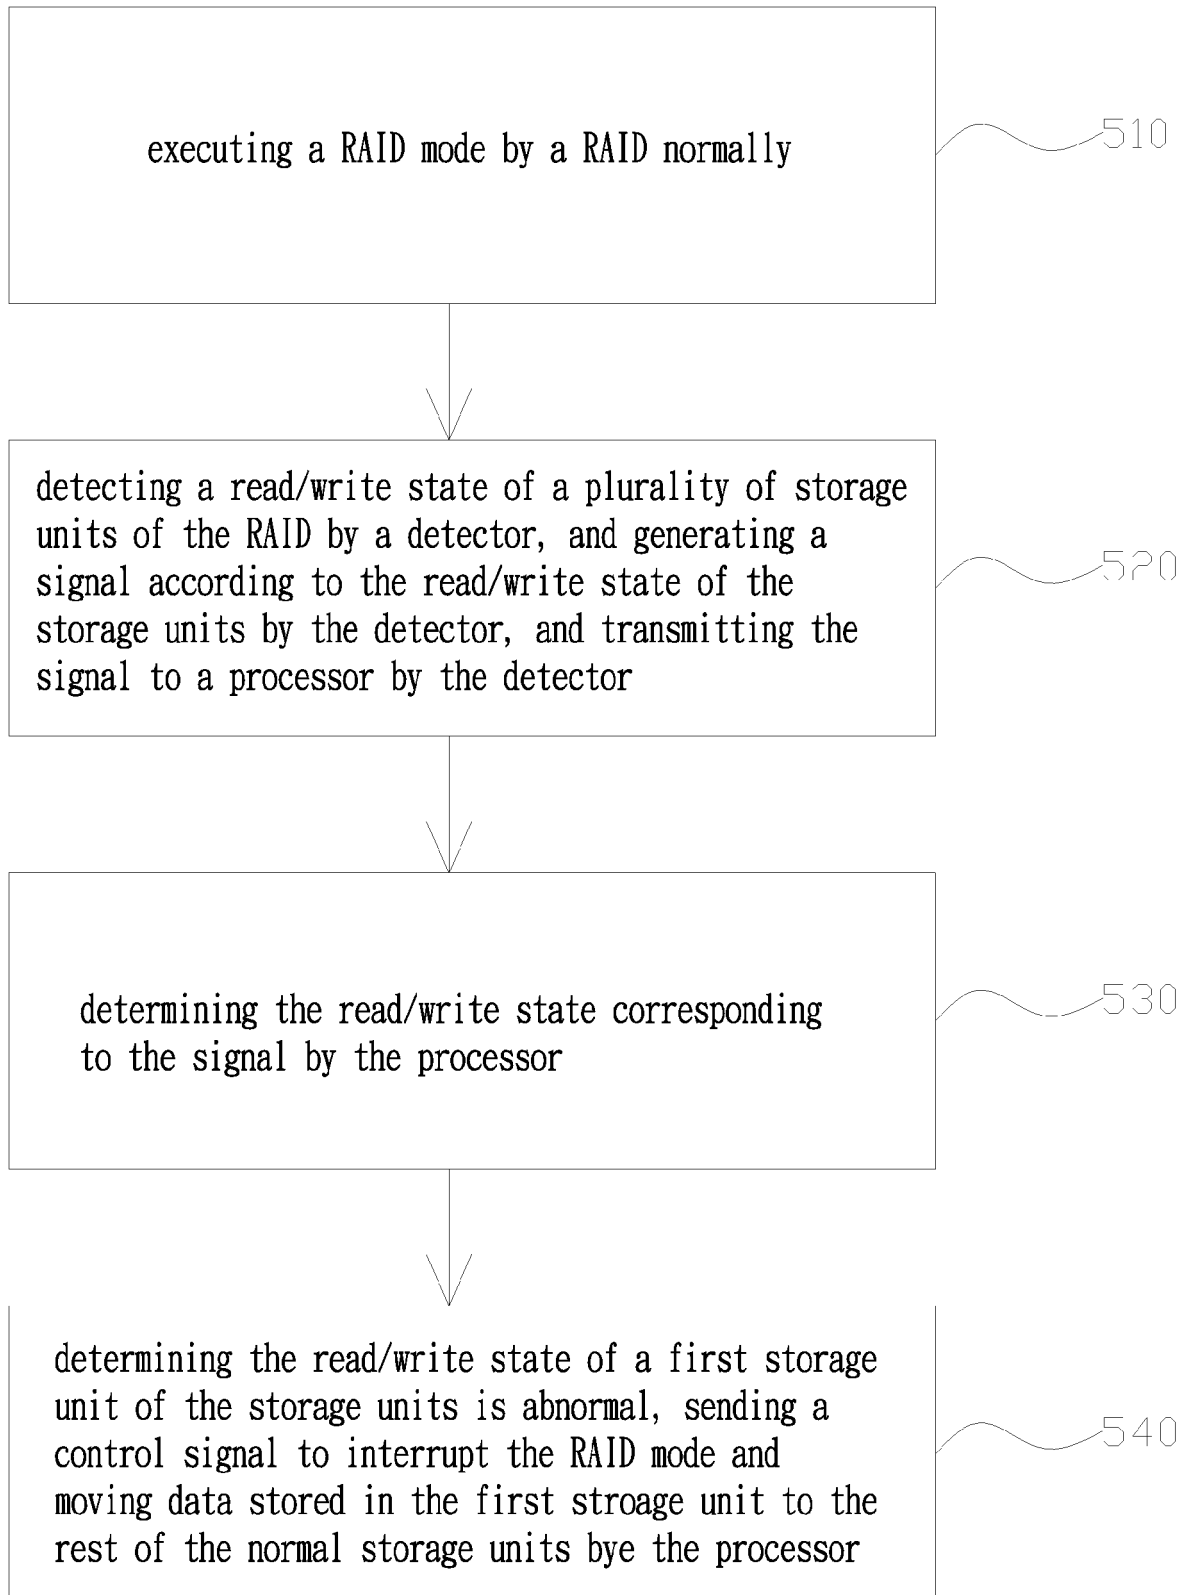 executing a RAID mode by a RAID normally
510
detecting a read/write state of a plurality of storage
units of the RAID by a detector, and generating a
signal according to the read/write state of the
storage units by the detector, and transmitting the
signal to a processor by the detector
520
determining the read/write state corresponding
to the signal by the processor
530
determining the read/write state of a first storage
unit of the storage units is abnormal, sending a
control signal to interrupt the RAID mode and
moving data stored in the first stroage unit to the
rest of the normal storage units bye the processor
540